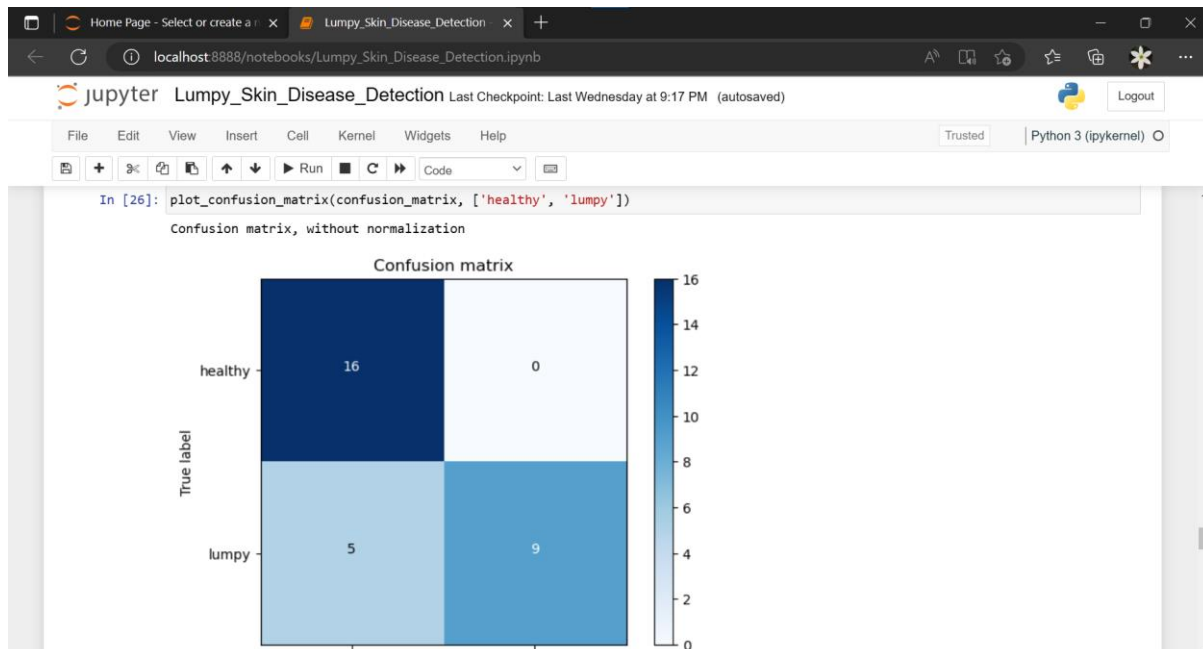 Home Page - Select or create a n
Lumpy_Skin_Disease_Detection -
localhost:8888/notebooks/Lumpy_Skin_Disease_Detection.ipynb
jupyter Lumpy_Skin_Disease_Detection Last Checkpoint: Last Wednesday at 9:17 PM (autosaved)
Logout
File Edit View Insert Cell Kernel Widgets Help
Trusted Python 3 (ipykernel)
Run Code
In [26]: plot_confusion_matrix(confusion_matrix, ['healthy', 'lumpy'])
Confusion matrix, without normalization
Confusion matrix
16
14
12
10
8
6
4
2
0
healthy
16 0
True label
lumpy
5 9